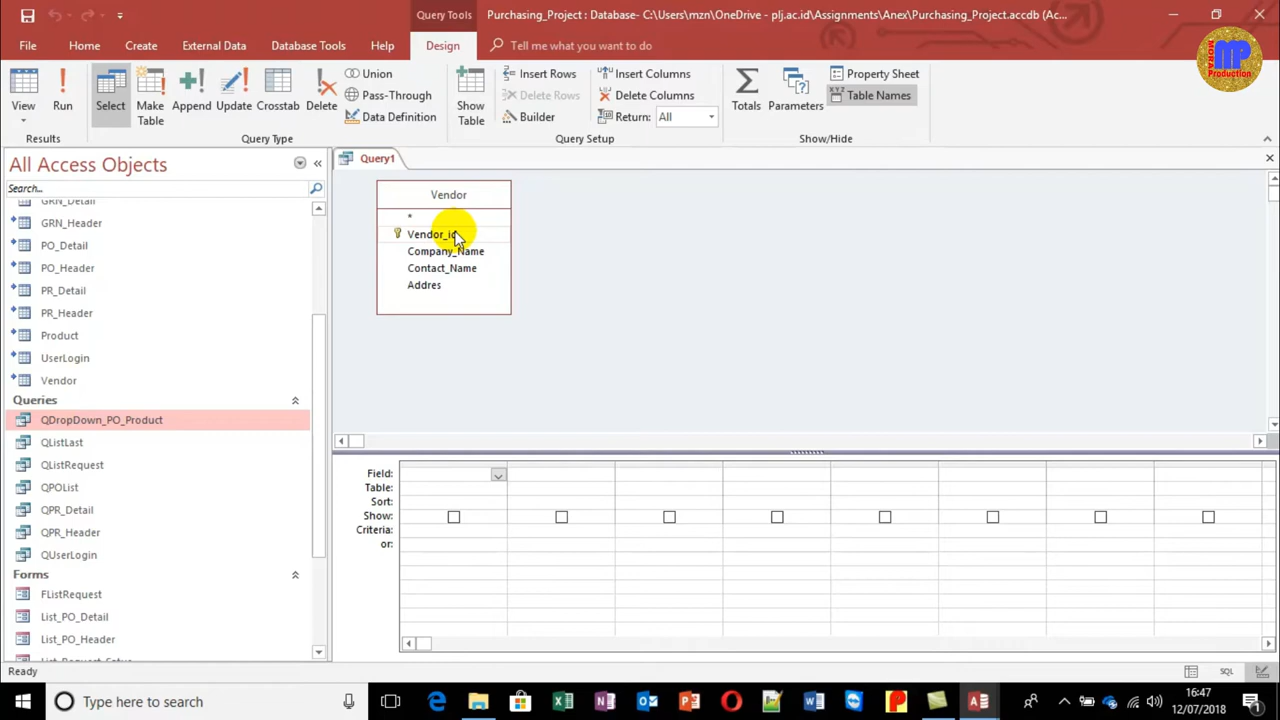 Query Tools
Purchasing_Project : Database- C:\Users\mzn\OneDrive - plj.ac.id\Assignments\Anex\Purchasing_Project.accdb (Ac...
File Home Create External Data Database Tools Help Design Tell me what you want to do
MORA
Production
View
Run
Select
Make Table
Append
Update
Crosstab
Delete
Union
Pass-Through
Data Definition
Show Table
Insert Rows
Delete Rows
Builder
Insert Columns
Delete Columns
Return: All
Totals
Parameters
Property Sheet
XYZ Table Names
Results
Query Type
Query Setup
Show/Hide
All Access Objects
Search...
GRN_Detail
GRN_Header
PO_Detail
PO_Header
PR_Detail
PR_Header
Product
UserLogin
Vendor
Queries
QDropDown_PO_Product
QListLast
QListRequest
QPOList
QPR_Detail
QPR_Header
QUserLogin
Forms
FListRequest
List_PO_Detail
List_PO_Header
Query1
Vendor
*
Vendor_id
Company_Name
Contact_Name
Addres
Field:
Table:
Sort:
Show:
Criteria:
or:
Ready
SQL
Type here to search
16:47
12/07/2018